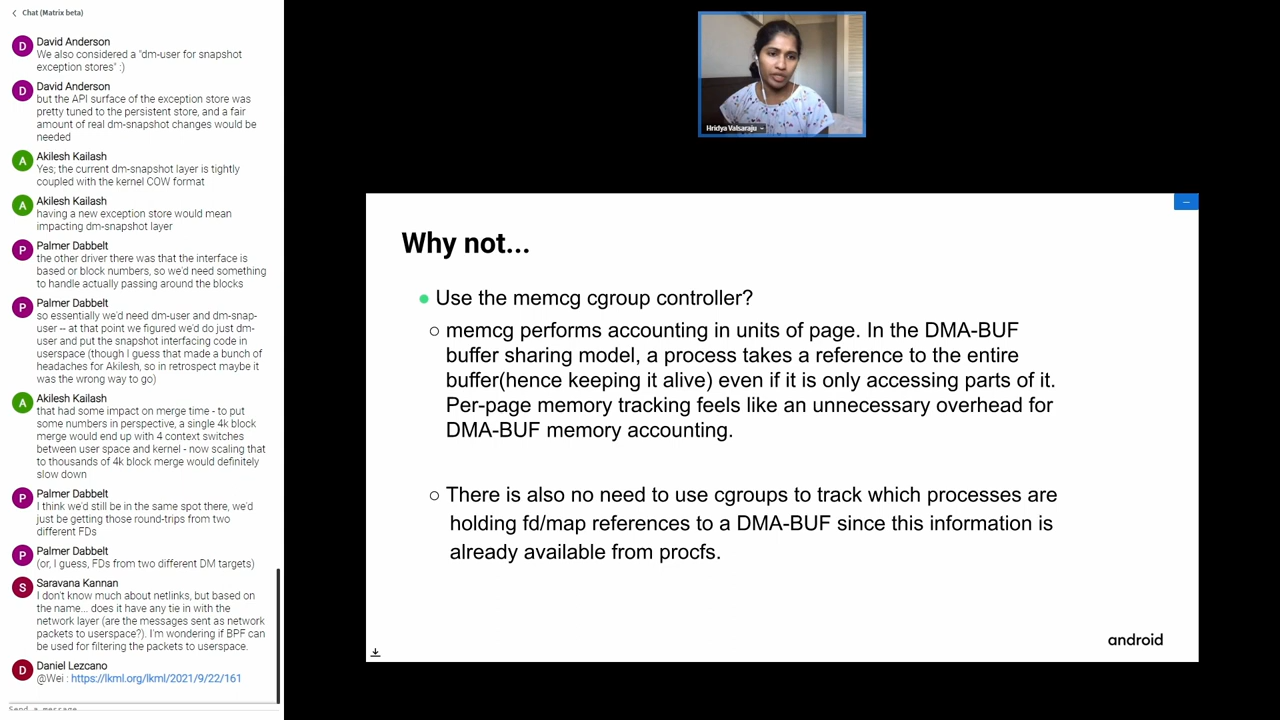 Chat (Matrix beta)
David Anderson
We also considered a "dm-user for snapshot
exception stores" :)
David Anderson
but the API surface of the exception store was
pretty tuned to the persistent store, and a fair
amount of real dm-snapshot changes would be
needed
Akilesh Kailash
Yes; the current dm-snapshot layer is tightly
coupled with the kernel COW format
Akilesh Kailash
having a new exception store would mean
impacting dm-snapshot layer
Palmer Dabbelt
the other driver there was that the interface is
based or block numbers, so we'd need something
to handle actually passing around the blocks
Palmer Dabbelt
so essentially we'd need dm-user and dm-snap-
user -- at that point we figured we'd do just dm-
user and put the snapshot interfacing code in
userspace (though I guess that made a bunch of
headaches for Akilesh, so in retrospect maybe it
was the wrong way to go)
Akilesh Kailash
that had some impact on merge time - to put
some numbers in perspective, a single 4k block
merge would end up with 4 context switches
between user space and kernel - now scaling that
to thousands of 4k block merge would definitely
slow down
Palmer Dabbelt
I think we'd still be in the same spot there, we'd
just be getting those round-trips from two
different FDs
Palmer Dabbelt
(or, I guess, FDs from two different DM targets)
Saravana Kannan
I don't know much about netlinks, but based on
the name... does it have any tie in with the
network layer (are the messages sent as network
packets to userspace?). I'm wondering if BPF can
be used for filtering the packets to userspace.
Daniel Lezcano
@Wei : https://lkml.org/lkml/2021/9/22/161
Send a message
Hridya Valsaraju
Why not...
Use the memcg cgroup controller?
memcg performs accounting in units of page. In the DMA-BUF
buffer sharing model, a process takes a reference to the entire
buffer(hence keeping it alive) even if it is only accessing parts of it.
Per-page memory tracking feels like an unnecessary overhead for
DMA-BUF memory accounting.
There is also no need to use cgroups to track which processes are
holding fd/map references to a DMA-BUF since this information is
already available from procfs.
android